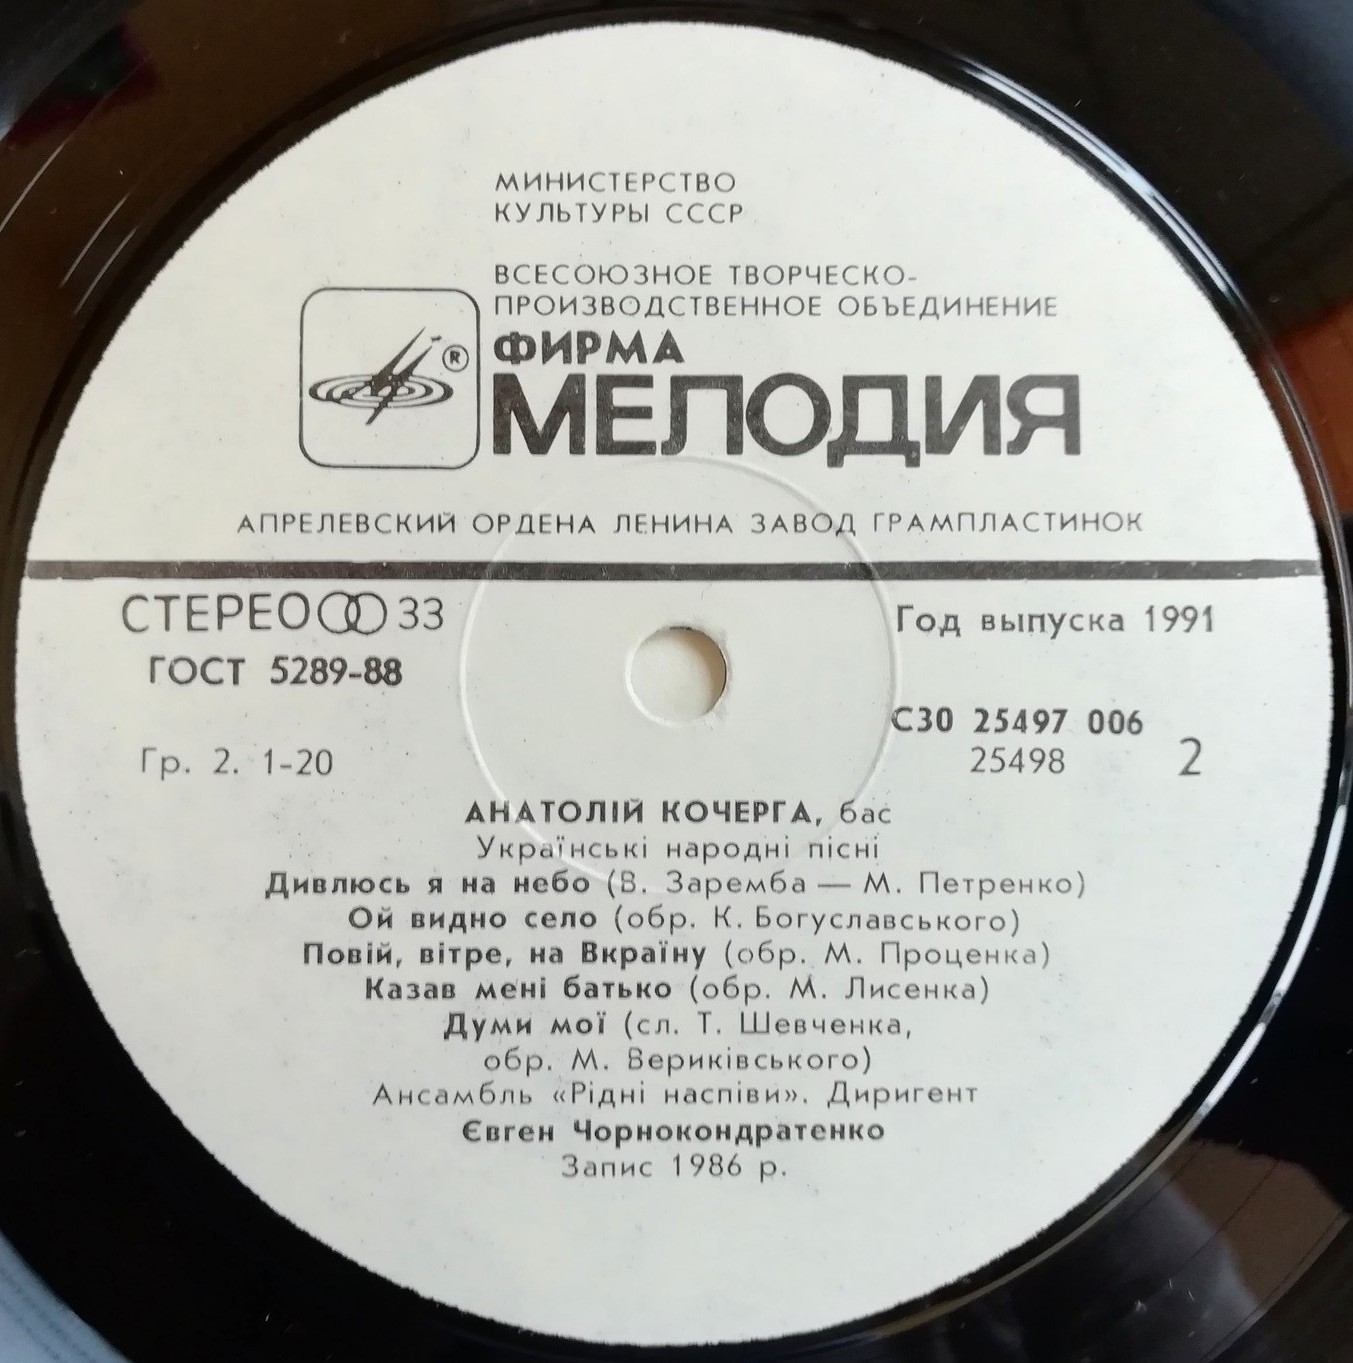 МИНИСТЕРСТВО
КУЛЬТУРЫ СССР
ВСЕСОЮЗНОЕ ТВОРЧЕСКО-
ПРОИЗВОДСТВЕННОЕ ОБЪЕДИНЕНИЕ
ФИРМА
®
МЕЛОДИЯ
АПРЕЛЕВСКИЙ ОРДЕНА ЛЕНИНА ЗАВОД ГРАМПЛАСТИНОК
СТЕРЕО 33
Год выпуска 1991
ГОСТ 5289-88
С30 25497 006
Гр. 2. 1-20
25498
2
АНАТОЛІЙ КОЧЕРГА, бас
Українські народні пісні
Дивлюсь я на небо (В. Заремба — М. Петренко)
Ой видно село (обр. К. Богуславського)
Повій, вітре, на Вкраїну (обр. М. Проценка)
Казав мені батько (обр. М. Лисенка)
Думи мої (сл. Т. Шевченка,
обр. М. Вериківського)
Ансамбль «Рідні наспіви». Диригент
Євген Чорнокондратенко
Запис 1986 р.